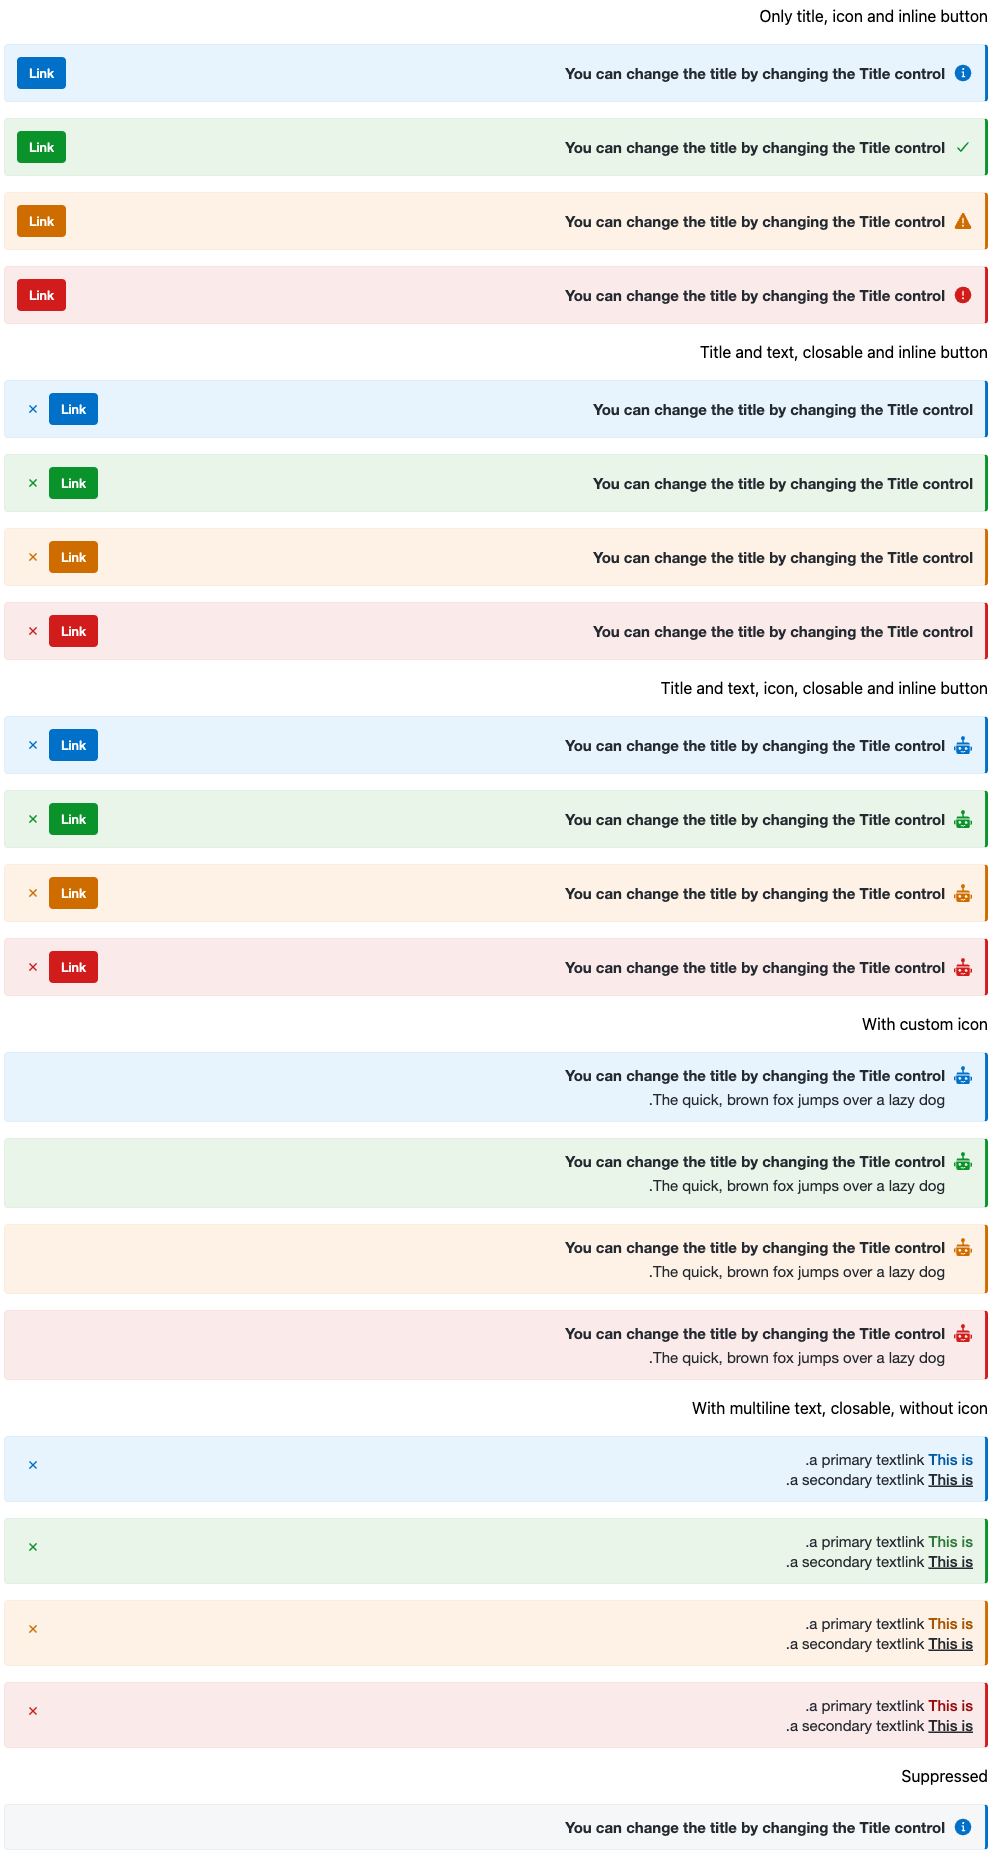 Only title, icon and inline button
You can change the title by changing the Title control Link
You can change the title by changing the Title control Link
You can change the title by changing the Title control Link
You can change the title by changing the Title control Link
Title and text, closable and inline button
You can change the title by changing the Title control Link
You can change the title by changing the Title control Link
You can change the title by changing the Title control Link
You can change the title by changing the Title control Link
Title and text, icon, closable and inline button
You can change the title by changing the Title control Link
You can change the title by changing the Title control Link
You can change the title by changing the Title control Link
You can change the title by changing the Title control Link
With custom icon
You can change the title by changing the Title control
.The quick, brown fox jumps over a lazy dog
You can change the title by changing the Title control
.The quick, brown fox jumps over a lazy dog
You can change the title by changing the Title control
.The quick, brown fox jumps over a lazy dog
You can change the title by changing the Title control
.The quick, brown fox jumps over a lazy dog
With multiline text, closable, without icon
.a primary textlink This is
.a secondary textlink This is
.a primary textlink This is
.a secondary textlink This is
.a primary textlink This is
.a secondary textlink This is
.a primary textlink This is
.a secondary textlink This is
Suppressed
You can change the title by changing the Title control